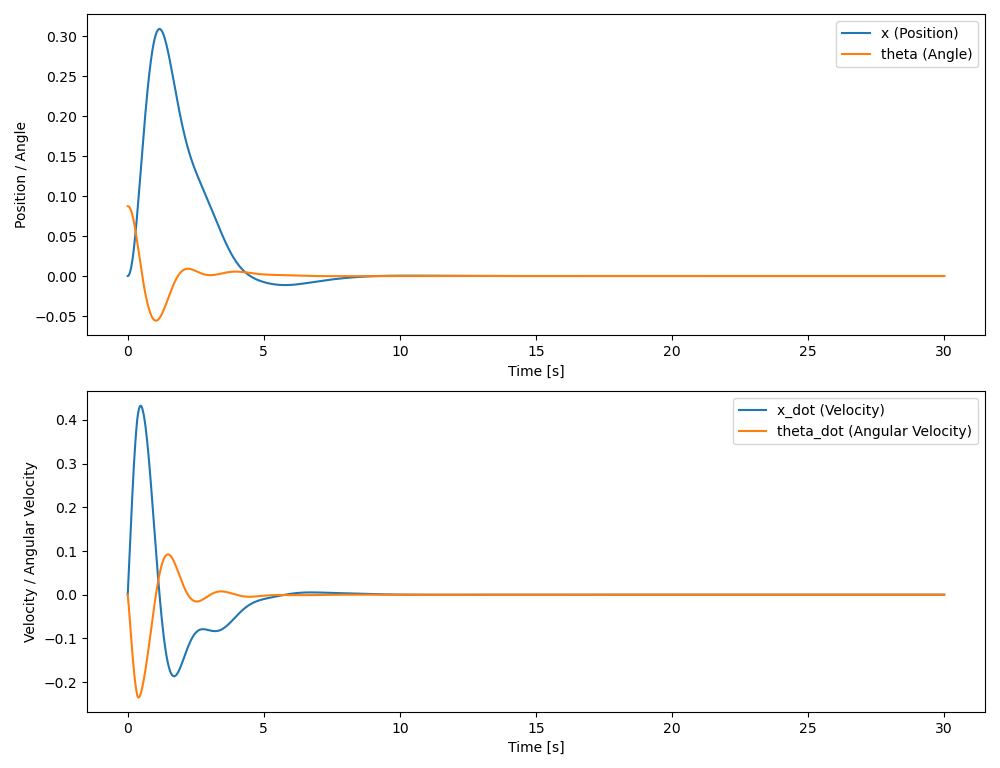 x (Position)
theta (Angle)
Position / Angle
0.30
0.25
0.20
0.15
0.10
0.05
0.00
−0.05
0 5 10 15 20 25 30
Time [s]
x_dot (Velocity)
theta_dot (Angular Velocity)
Velocity / Angular Velocity
0.4
0.3
0.2
0.1
0.0
−0.1
−0.2
0 5 10 15 20 25 30
Time [s]